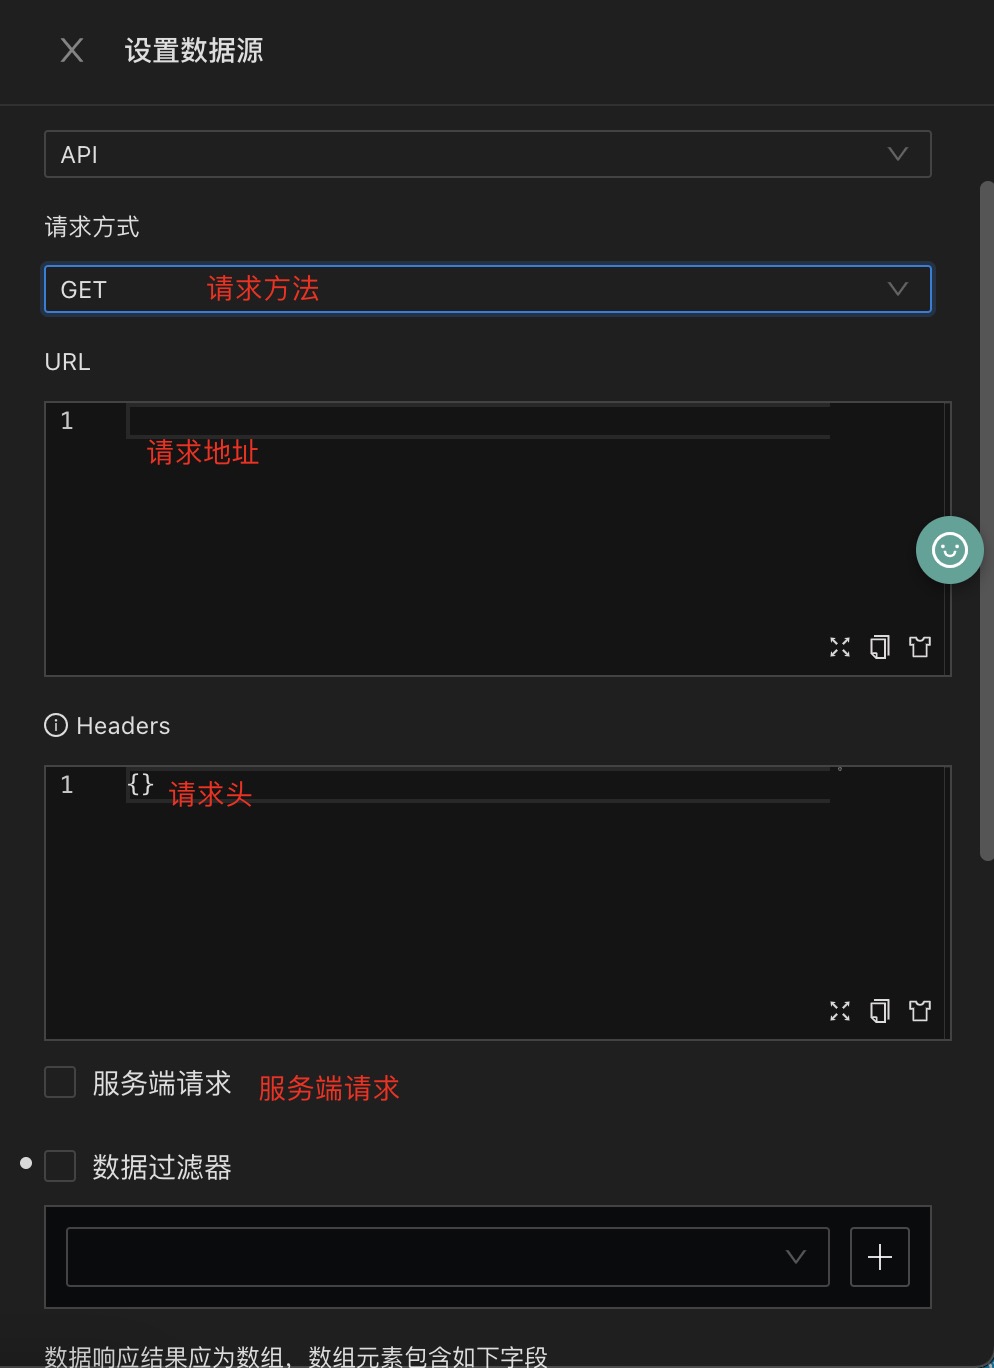 设置数据源
API
请求方式
GET 请求方法
URL
1
请求地址
Headers
1 {} 请求头
服务端请求 服务端请求
数据过滤器
数据响应结果应为数组，数组元素包含如下字段